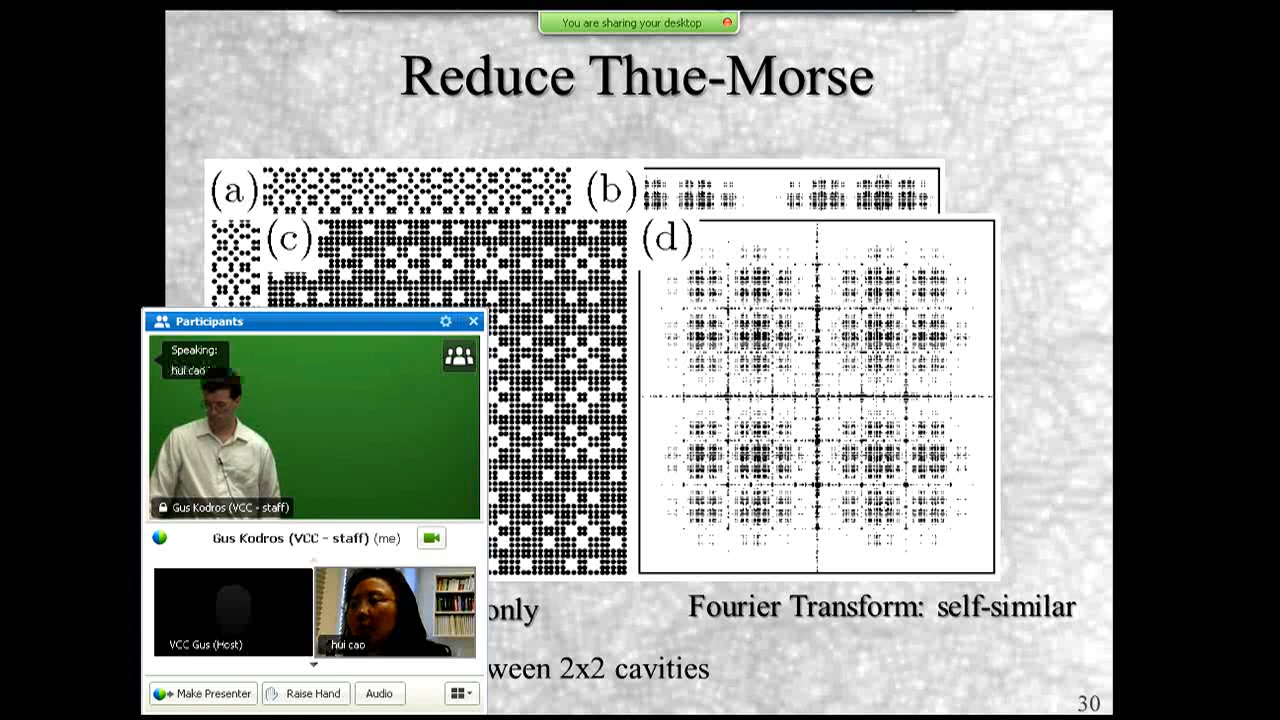 You are sharing your desktop
Reduce Thue-Morse
(a)
(b)
(c)
(d)
Participants
Speaking:
hui cao
Gus Kodros (VCC - staff)
Gus Kodros (VCC - staff) (me)
VCC Gus (Host)
hui cao
Make Presenter
Raise Hand
Audio
only
Fourier Transform: self-similar
ween 2x2 cavities
30